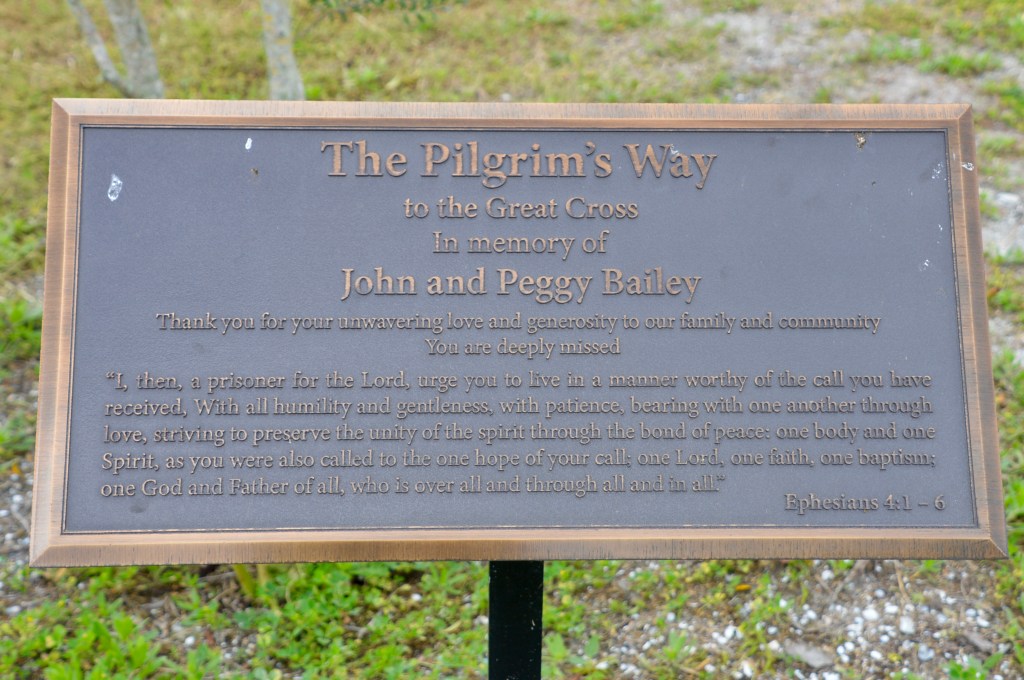 The Pilgrim's Way
to the Great Cross
In memory of
John and Peggy Bailey
Thank you for your unwavering love and generosity to our family and community
You are deeply missed
“I, then, a prisoner for the Lord, urge you to live in a manner worthy of the call you have
received, With all humility and gentleness, with patience, bearing with one another through
love, striving to preserve the unity of the spirit through the bond of peace: one body and one
Spirit, as you were also called to the one hope of your call; one Lord, one faith, one baptism;
one God and Father of all, who is over all and through all and in all.”
Ephesians 4:1 – 6